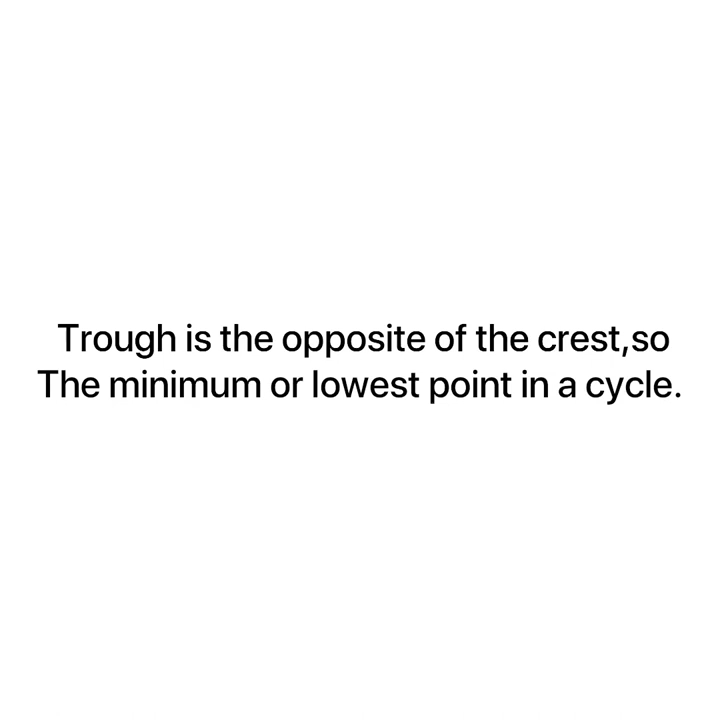 Trough is the opposite of the crest,so
The minimum or lowest point in a cycle.